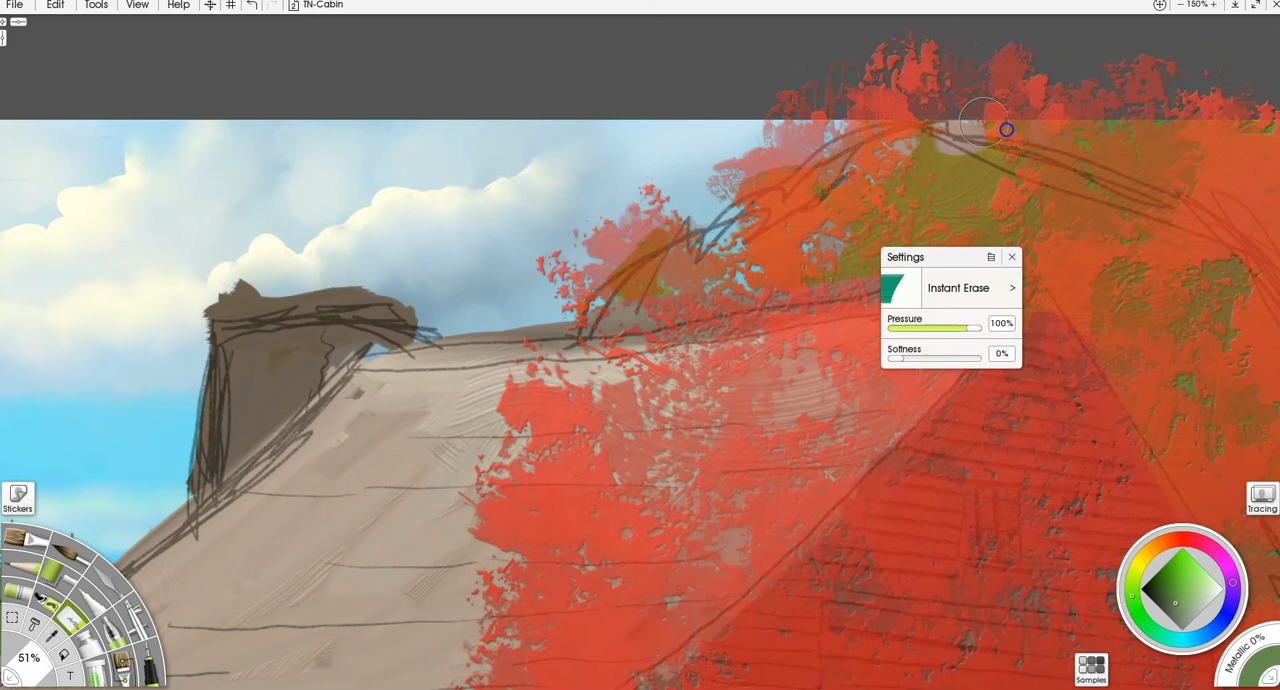 File Edit Tools View Help TN-Cabin − 150% +
Settings
Instant Erase >
Pressure
100%
Softness
0%
Stickers
Tracing
51%
T
Metallic 0%
Samples